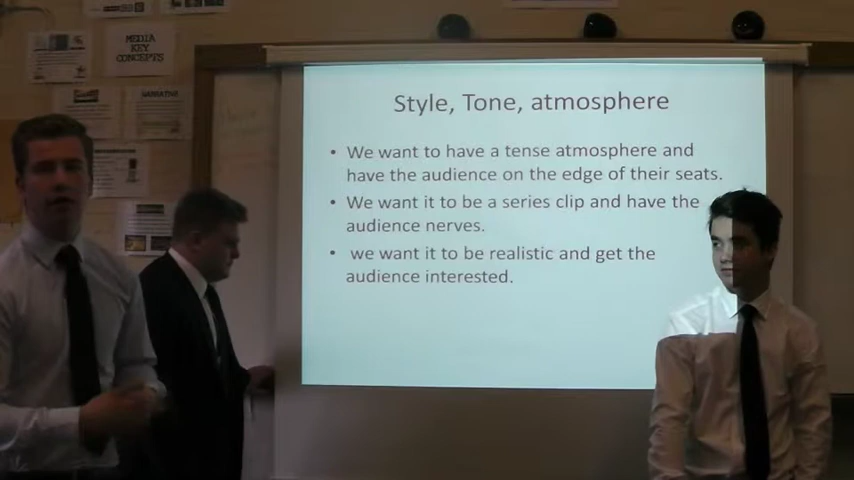 MEDIA
KEY
CONCEPTS
NARRATIVE
Style, Tone, atmosphere
• We want to have a tense atmosphere and
have the audience on the edge of their seats.
• We want it to be a series clip and have the
audience nerves.
• we want it to be realistic and get the
audience interested.